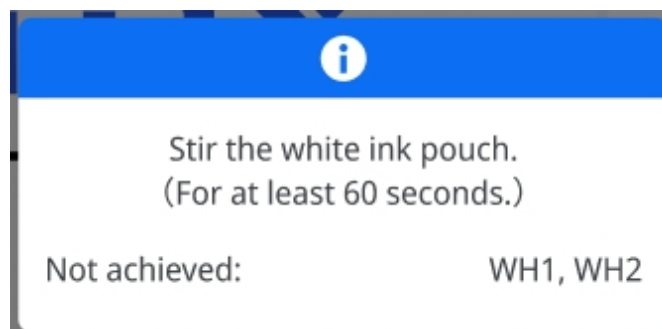 Stir the white ink pouch.
(For at least 60 seconds.)
Not achieved: WH1, WH2